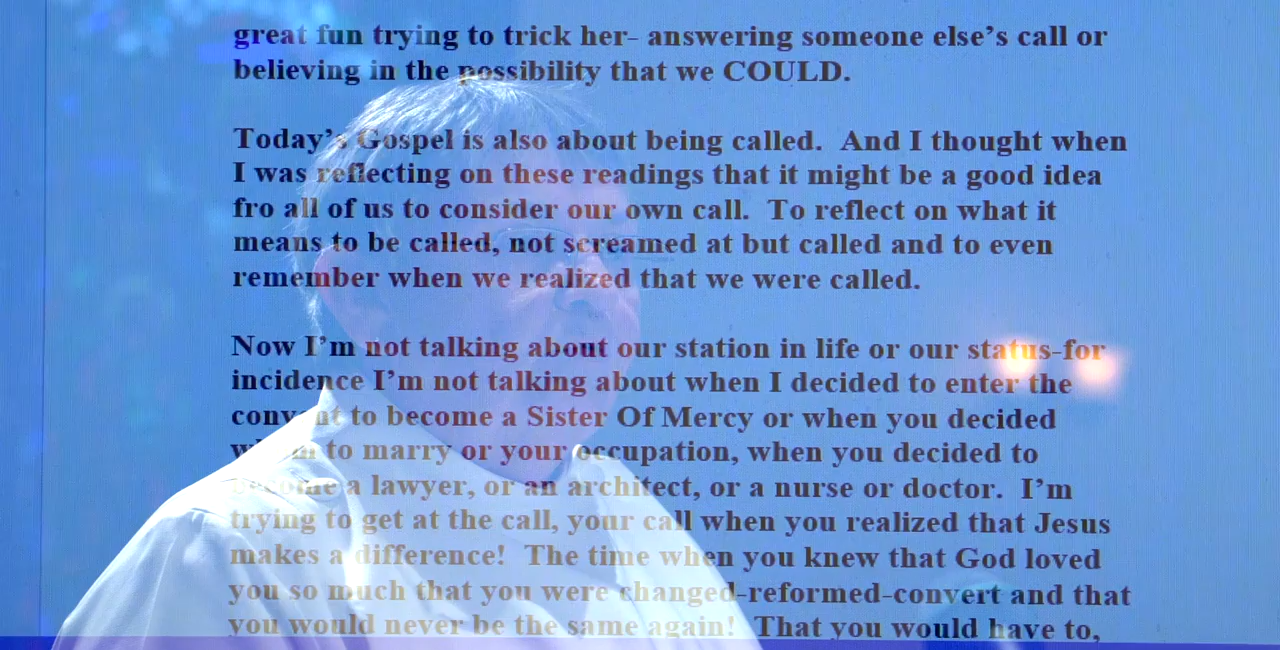 great fun trying to trick her- answering someone else's call or
believing in the possibility that we COULD.
Today's Gospel is also about being called. And I thought when
I was reflecting on these readings that it might be a good idea
fro all of us to consider our own call. To reflect on what it
means to be called, not screamed at but called and to even
remember when we realized that we were called.
Now I'm not talking about our station in life or our status-for
incidence I'm not talking about when I decided to enter the
convent to become a Sister Of Mercy or when you decided
whom to marry or your occupation, when you decided to
become a lawyer, or an architect, or a nurse or doctor. I'm
trying to get at the call, your call when you realized that Jesus
makes a difference! The time when you knew that God loved
you so much that you were changed-reformed-convert and that
you would never be the same again! That you would have to,